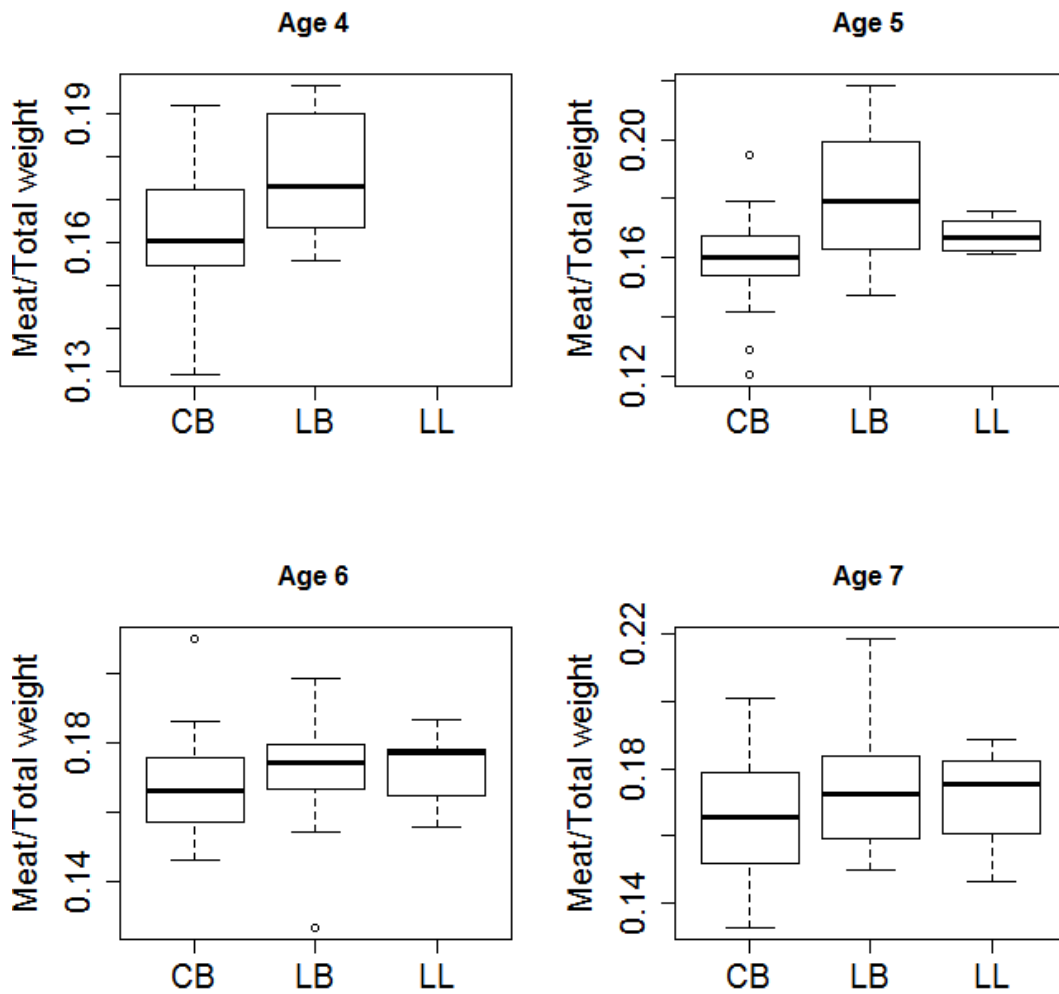 Age 4
Meat/Total weight
0.19
0.16
0.13
CB LB LL
Age 5
Meat/Total weight
0.20
0.16
0.12
CB LB LL
Age 6
Meat/Total weight
0.18
0.14
CB LB LL
Age 7
Meat/Total weight
0.22
0.18
0.14
CB LB LL